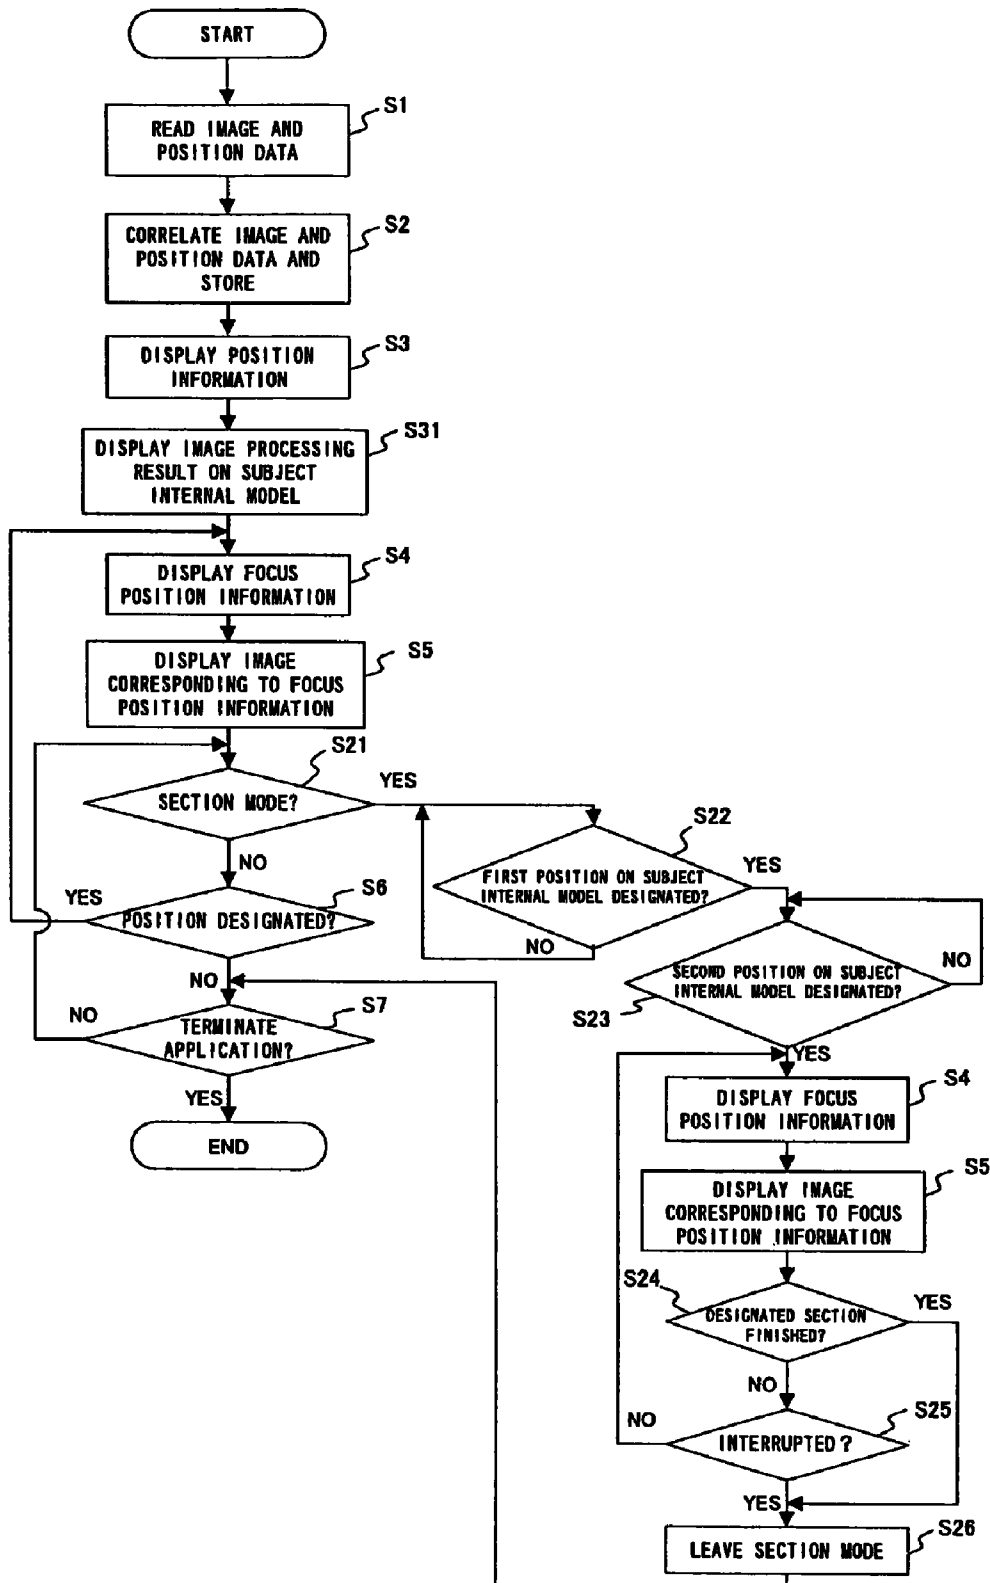 START
S1
READ IMAGE AND
POSITION DATA
S2
CORRELATE IMAGE AND
POSITION DATA AND
STORE
S3
DISPLAY POSITION
INFORMATION
S31
DISPLAY IMAGE PROCESSING
RESULT ON SUBJECT
INTERNAL MODEL
S4
DISPLAY FOCUS
POSITION INFORMATION
S5
DISPLAY IMAGE
CORRESPONDING TO FOCUS
POSITION INFORMATION
S21
SECTION MODE?
YES
NO
S6
POSITION DESIGNATED?
YES
NO
S7
TERMINATE
APPLICATION?
NO
YES
END
S22
FIRST POSITION ON SUBJECT
INTERNAL MODEL DESIGNATED?
YES
NO
SECOND POSITION ON SUBJECT
INTERNAL MODEL DESIGNATED?
NO
S23
YES
S4
DISPLAY FOCUS
POSITION INFORMATION
S5
DISPLAY IMAGE
CORRESPONDING TO FOCUS
POSITION INFORMATION
S24
DESIGNATED SECTION
FINISHED?
YES
NO
S25
INTERRUPTED?
NO
YES
S26
LEAVE SECTION MODE